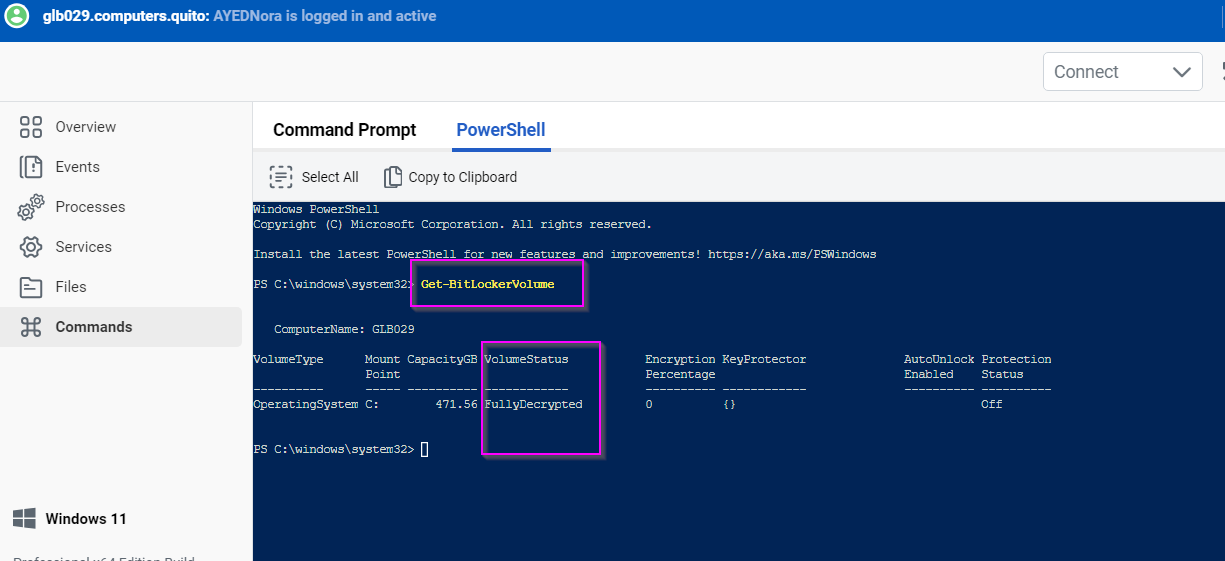 glb029.computers.quito: AYEDNora is logged in and active
Connect
Overview
Events
Processes
Services
Files
Commands
Windows 11
Command Prompt PowerShell
Select All Copy to Clipboard
Windows PowerShell
Copyright (C) Microsoft Corporation. All rights reserved.
Install the latest PowerShell for new features and improvements! https://aka.ms/PSWindows
PS C:\windows\system32> Get-BitLockerVolume
ComputerName: GLB029
VolumeType Mount CapacityGB VolumeStatus Encryption KeyProtector AutoUnlock Protection
Point Percentage Enabled Status
---------- ----- ---------- ------------ ---------- ------------ ---------- ----------
OperatingSystem C: 471.56 FullyDecrypted 0 {} Off
PS C:\windows\system32>